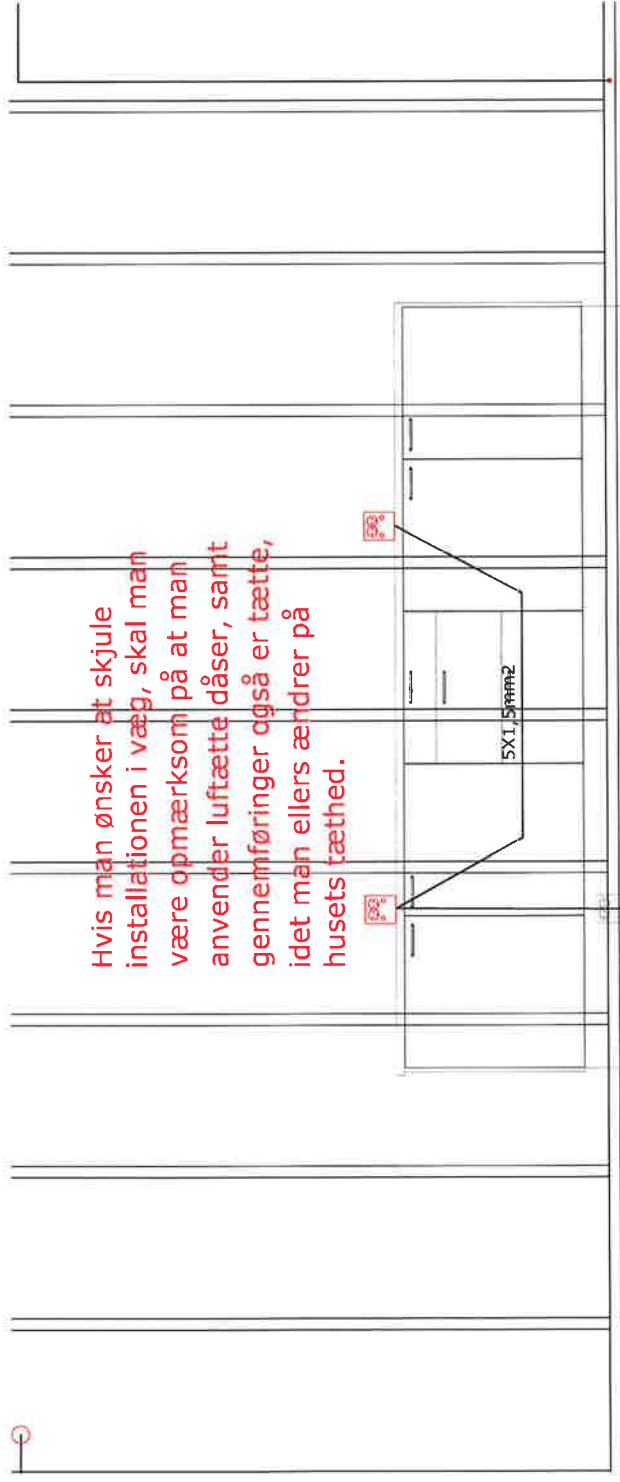 Hvis man ønsker at skjule
installationen i væg, skal man
være opmærksom på at man
anvender luftætte dåser, samt
gennemføringer også er tætte,
idet man ellers ændrer på
husets tæthed.
5X1,5mm2